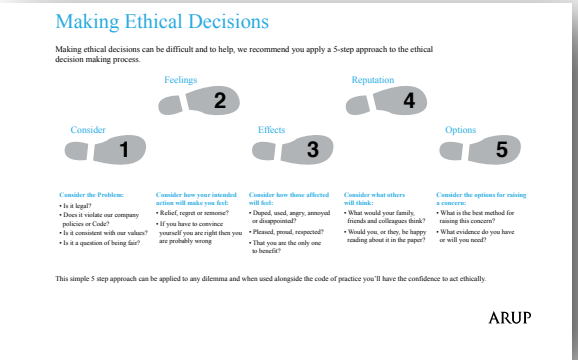 Making Ethical Decisions
Making ethical decisions can be difficult and to help, we recommend you apply a 5-step approach to the ethical
decision making process.
Feelings
Reputation
2
4
Consider
Effects
Options
1
3
5
Consider the Problem:
• Is it legal?
• Does it violate our company
policies or Code?
• Is it consistent with our values?
• Is it a question of being fair?
Consider how your intended
action will make you feel:
• Relief, regret or remorse?
• If you have to convince
yourself you are right then you
are probably wrong
Consider how those affected
will feel:
• Duped, used, angry, annoyed
or disappointed?
• Pleased, proud, respected?
• That you are the only one
to benefit?
Consider what others
will think:
• What would your family,
friends and colleagues think?
• Would you, or they, be happy
reading about it in the paper?
Consider the options for raising
a concern:
• What is the best method for
raising this concern?
• What evidence do you have
or will you need?
This simple 5 step approach can be applied to any dilemma and when used alongside the code of practice you'll have the confidence to act ethically.
ARUP